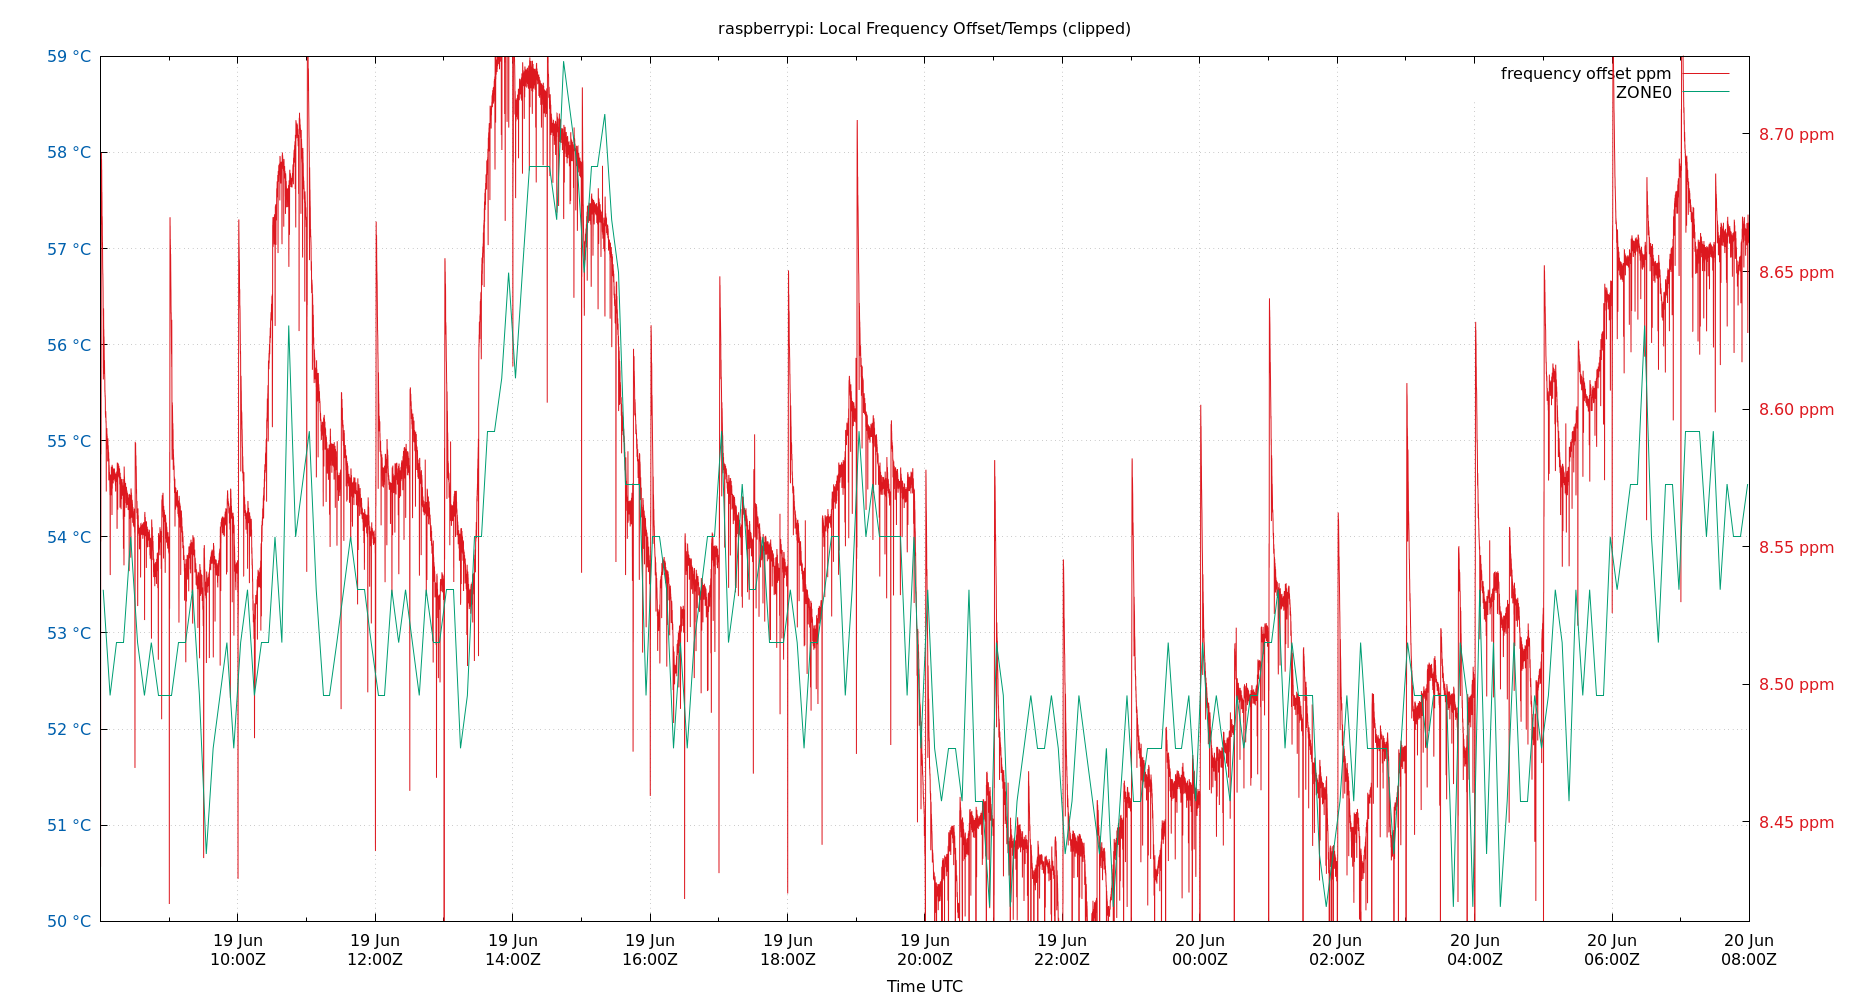 raspberrypi: Local Frequency Offset/Temps (clipped)
frequency offset ppm
ZONE0
59 °C
58 °C
57 °C
56 °C
55 °C
54 °C
53 °C
52 °C
51 °C
50 °C
8.70 ppm
8.65 ppm
8.60 ppm
8.55 ppm
8.50 ppm
8.45 ppm
19 Jun
10:00Z
19 Jun
12:00Z
19 Jun
14:00Z
19 Jun
16:00Z
19 Jun
18:00Z
19 Jun
20:00Z
19 Jun
22:00Z
20 Jun
00:00Z
20 Jun
02:00Z
20 Jun
04:00Z
20 Jun
06:00Z
20 Jun
08:00Z
Time UTC